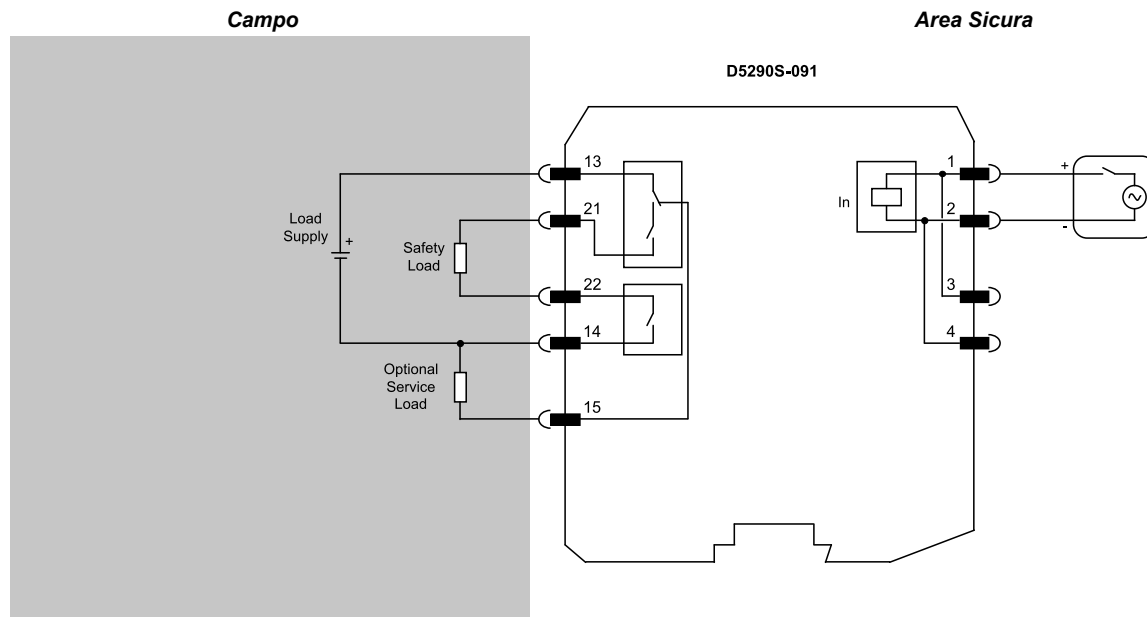 Campo
Area Sicura
D5290S-091
13
21
22
14
15
Load
Supply
+
Safety
Load
Optional
Service
Load
In
1
2
3
4
+
-